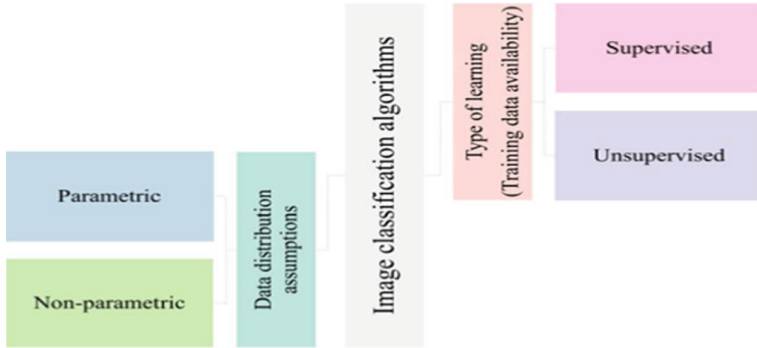 Parametric
Non-parametric
Data distribution
assumptions
Image classification algorithms
Type of learning
(Training data availability)
Supervised
Unsupervised